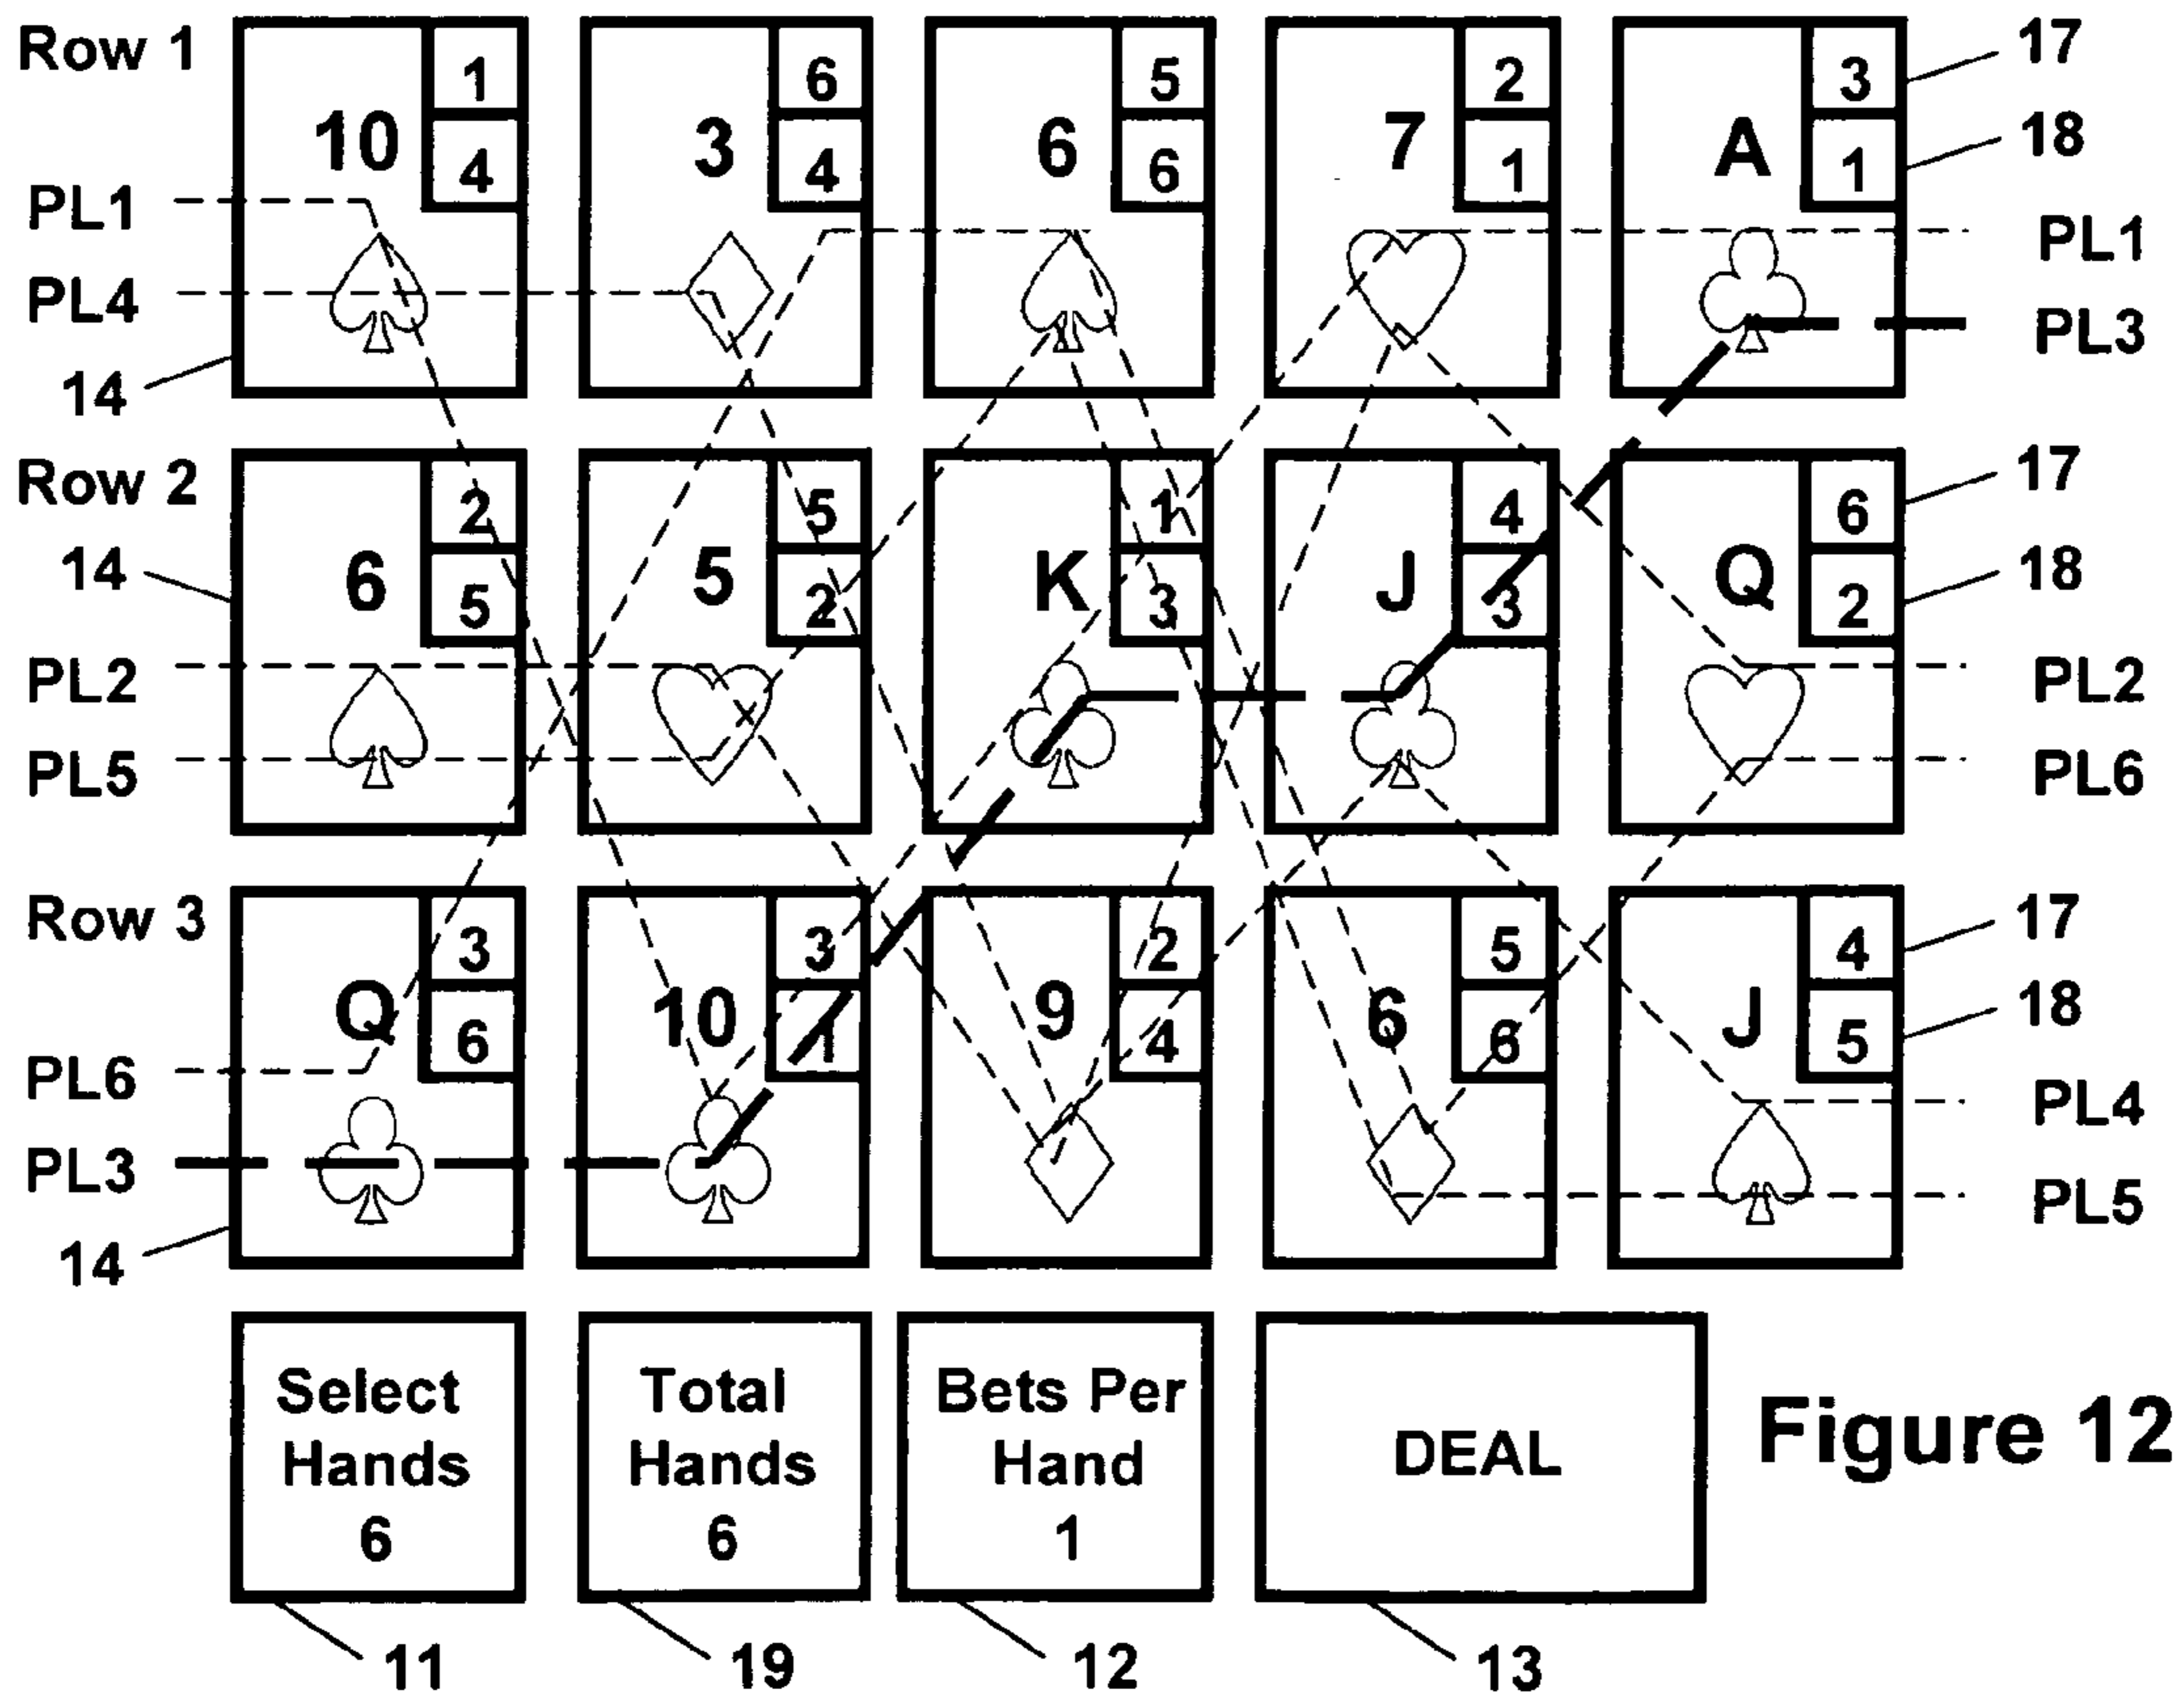 Row 1
1 6 5 2 3 17
10 3 6 7 A
4 4 6 1 1 18
PL1 PL1
PL4 PL3
14
Row 2
2 5 1 4 6 17
14 6 5 K J Q
5 2 3 3 2 18
PL2 PL2
PL5 PL6
Row 3
3 3 2 5 4 17
Q 10 9 6 J
6 1 4 6 5 18
PL6 PL4
PL3 PL5
14
Select Total Bets Per
Hands Hands Hand DEAL Figure 12
6 6 1
11 19 12 13